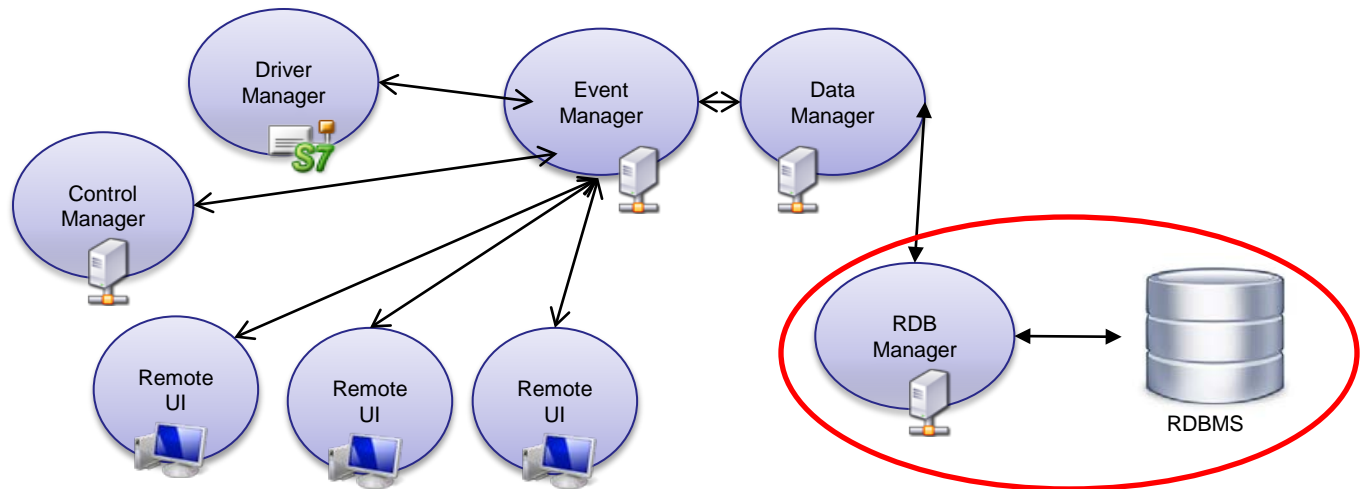 Driver
Manager
S7
Event
Manager
Data
Manager
Control
Manager
RDB
Manager
RDBMS
Remote
UI
Remote
UI
Remote
UI